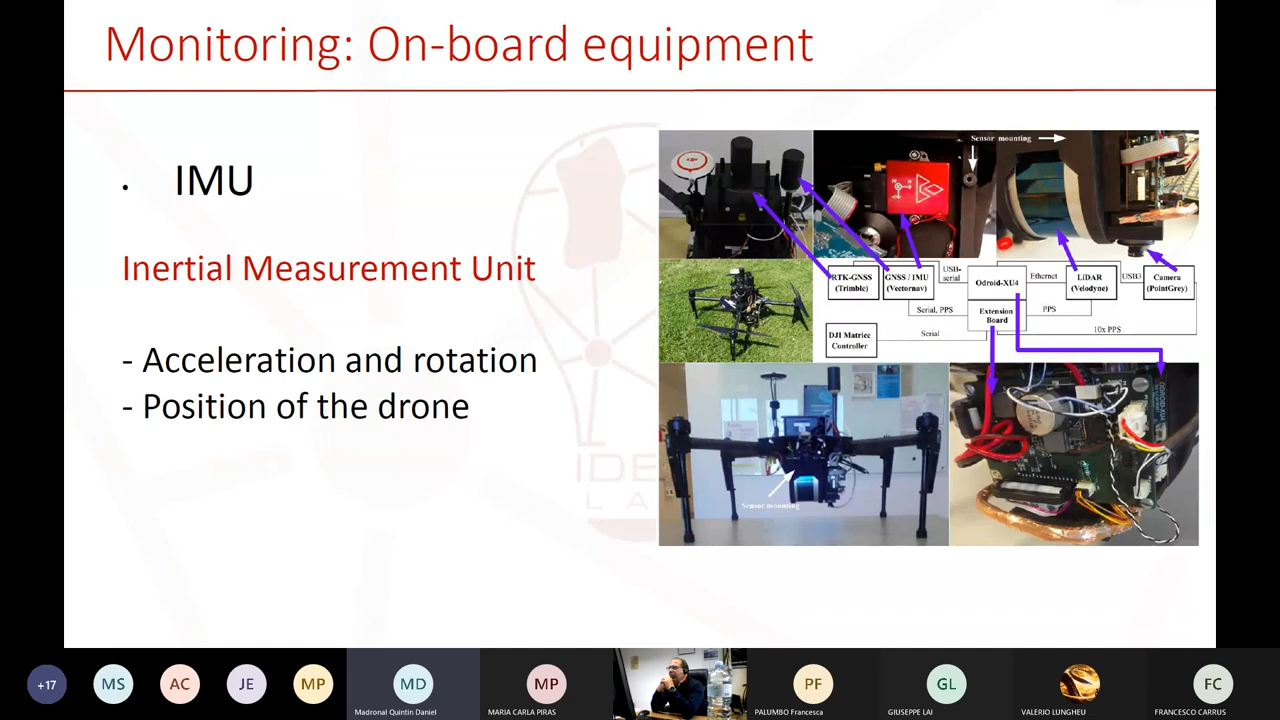 Monitoring: On-board equipment
• IMU
Inertial Measurement Unit
- Acceleration and rotation
- Position of the drone
IDE
L A
Sensor mounting
RTK-GNSS
(Trimble)
GNSS / IMU
(Vectornav)
USB-
serial
Odroid-XU4
Ethernet
LiDAR
(Velodyne)
USB3
Camera
(PointGrey)
Serial, PPS
Extension
Board
PPS
10x PPS
DJI Matrice
Controller
Serial
Sensor mounting
+17
MS
AC
JE
MP
MD
Madronal Quintin Daniel
MP
MARIA CARLA PIRAS
PF
PALUMBO Francesca
GL
GIUSEPPE LAI
VALERIO LUNGHEU
FC
FRANCESCO CARRUS